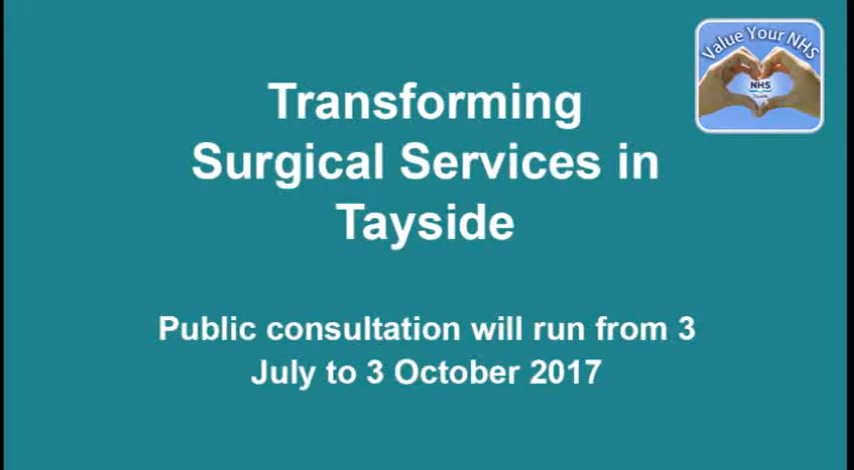 Value Your NHS
NHS
Tayside
Transforming
Surgical Services in
Tayside
Public consultation will run from 3
July to 3 October 2017